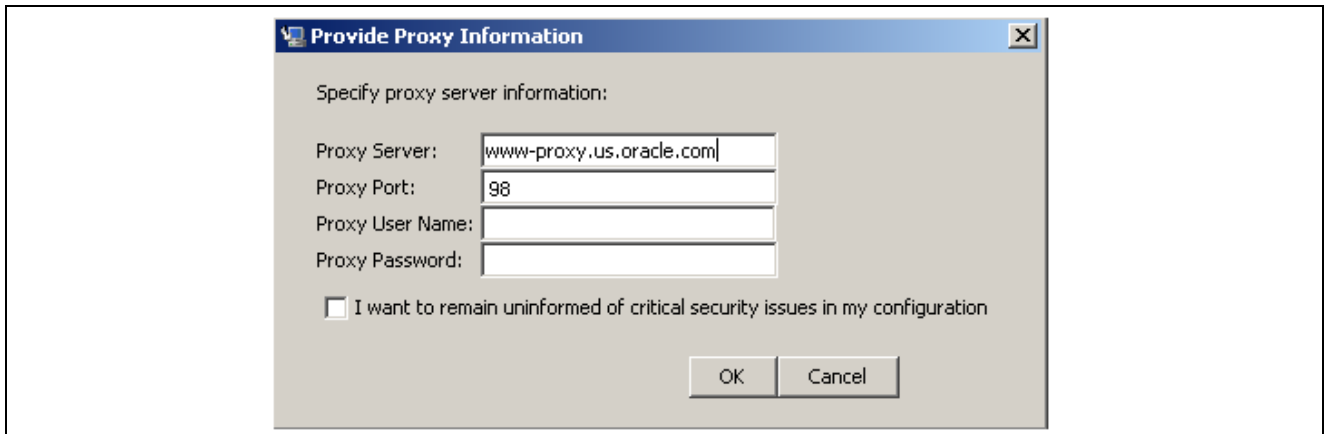 Provide Proxy Information
Specify proxy server information:
Proxy Server: www-proxy.us.oracle.com
Proxy Port: 98
Proxy User Name:
Proxy Password:
I want to remain uninformed of critical security issues in my configuration
OK Cancel